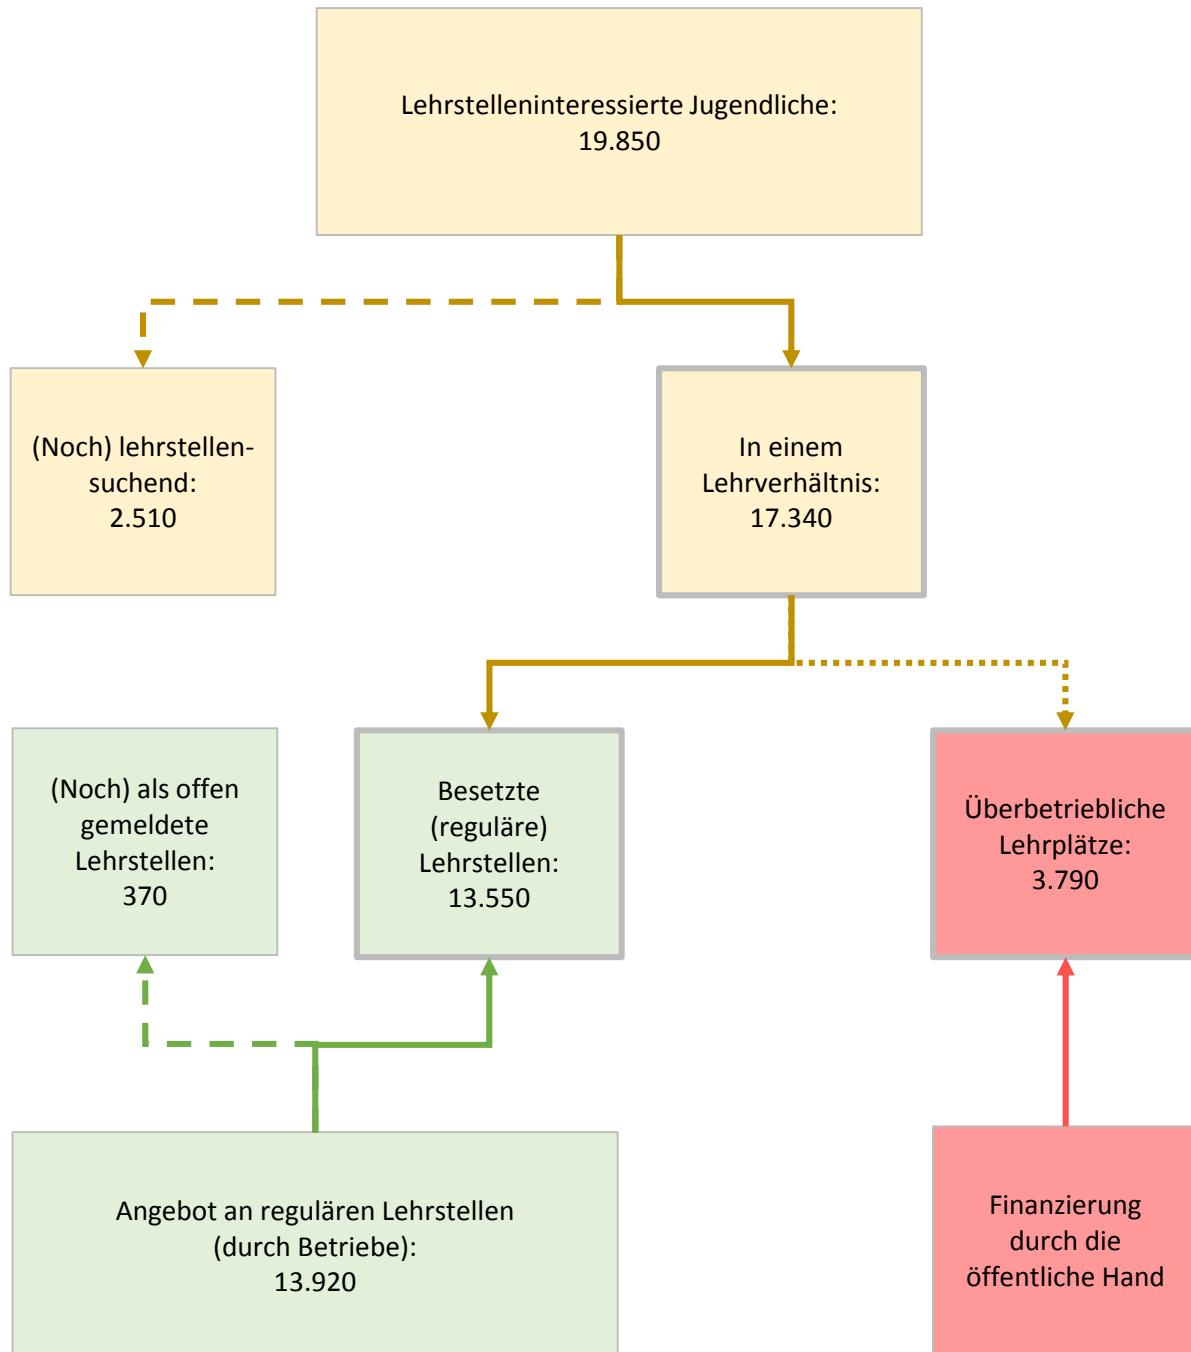 Lehrstelleninteressierte Jugendliche:
19.850
(Noch) lehrstellen-
suchend:
2.510
In einem
Lehrverhältnis:
17.340
(Noch) als offen
gemeldete
Lehrstellen:
370
Besetzte
(reguläre)
Lehrstellen:
13.550
Überbetriebliche
Lehrplätze:
3.790
Angebot an regulären Lehrstellen
(durch Betriebe):
13.920
Finanzierung
durch die
öffentliche Hand